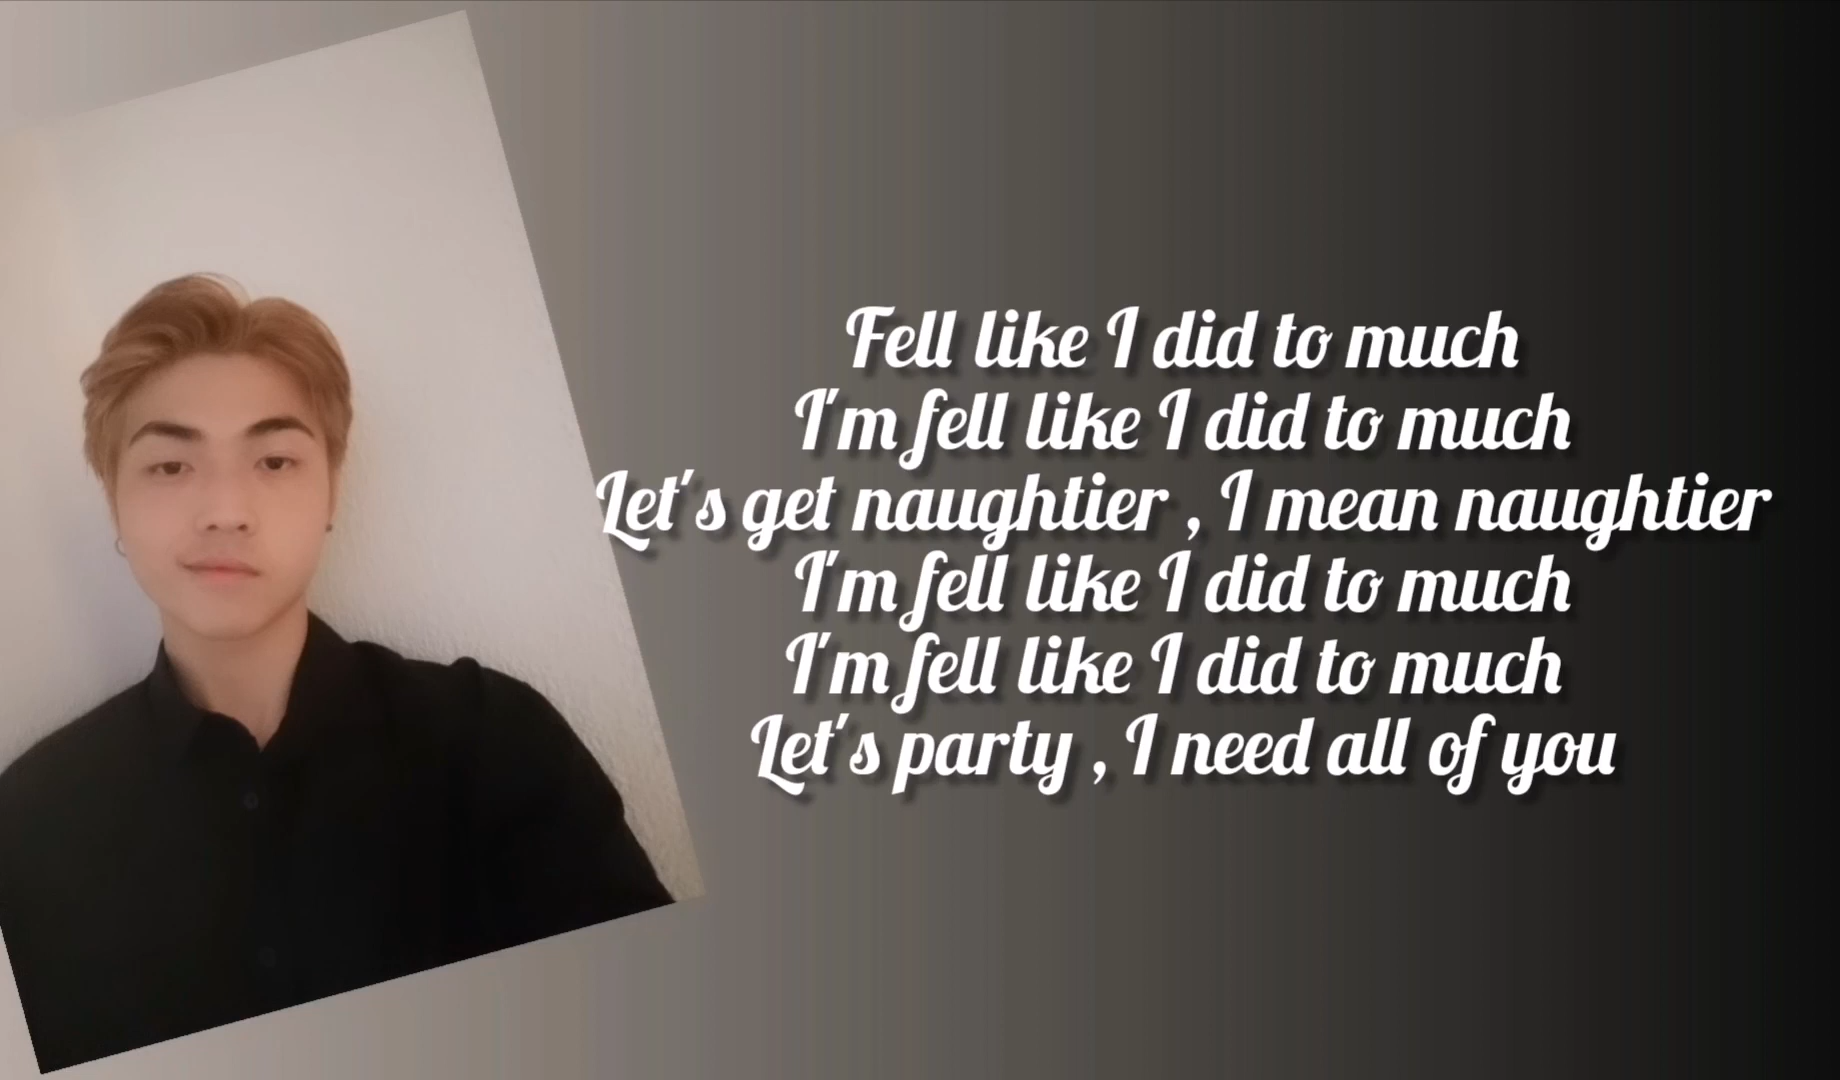 Fell like I did to much
I'm fell like I did to much
Let's get naughtier , I mean naughtier
I'm fell like I did to much
I'm fell like I did to much
Let's party , I need all of you